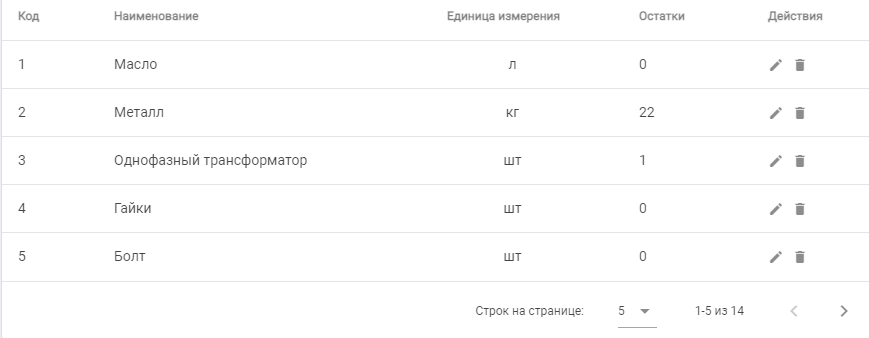 Код Наименование Единица измерения Остатки Действия
1 Масло л 0
2 Металл кг 22
3 Однофазный трансформатор шт 1
4 Гайки шт 0
5 Болт шт 0
Строк на странице: 5 1-5 из 14